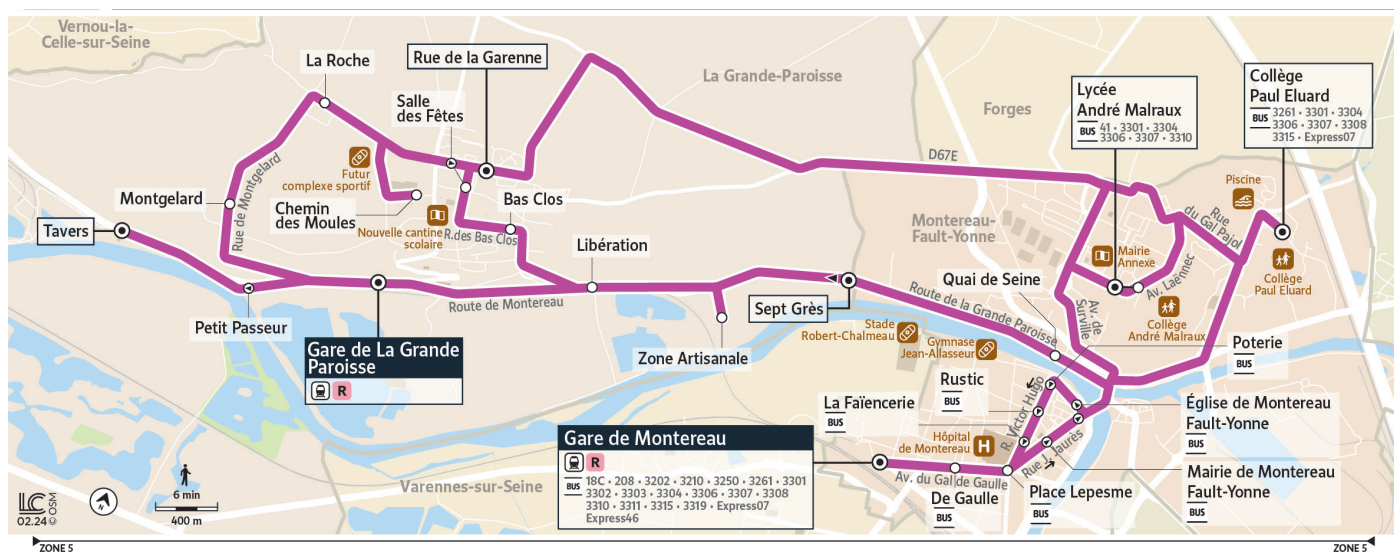 Vernou-la-
Celle-sur-Seine
La Roche
Rue de la Garenne
La Grande-Paroisse
Salle
des Fêtes
Forges
Lycée
André Malraux
BUS 41 • 3301 • 3304
3306 • 3307 • 3310
Collège
Paul Eluard
BUS 3261 • 3301 • 3304
3306 • 3307 • 3308
3315 • Express07
D67E
Futur
complexe sportif
Rue de Montgelard
Montgelard
Chemin
des Moules
Bas Clos
Nouvelle cantine
scolaire
R.des Bas Clos
Tavers
Libération
Montereau-
Fault-Yonne
Piscine
Rue
du Gal Pajol
Mairie
Annexe
Av. Laënnec
Collège
Paul Eluard
Quai de Seine
Petit Passeur
Route de Montereau
Sept Grès
Route de la Grande Paroisse
Av. de
Surville
Collège
André Malraux
Gare de La Grande
Paroisse
R
Zone Artisanale
Stade
Robert-Chalmeau
Gymnase
Jean-Allasseur
Poterie
BUS
Rustic
BUS
La Faïencerie
BUS
R. Victor Hugo
Église de Montereau
Fault-Yonne
BUS
Hôpital
de Montereau
H
Rue J. Jaurès
Gare de Montereau
R
BUS 18C • 208 • 3202 • 3210 • 3250 • 3261 • 3301
3302 • 3303 • 3304 • 3306 • 3307 • 3308
3310 • 3311 • 3315 • 3319 • Express07
Express46
Av. du Gal de Gaulle
De Gaulle
BUS
Place Lepesme
BUS
Mairie de Montereau
Fault-Yonne
BUS
Varennes-sur-Seine
6 min
400 m
LC
02.24 © OSM
ZONE 5
ZONE 5